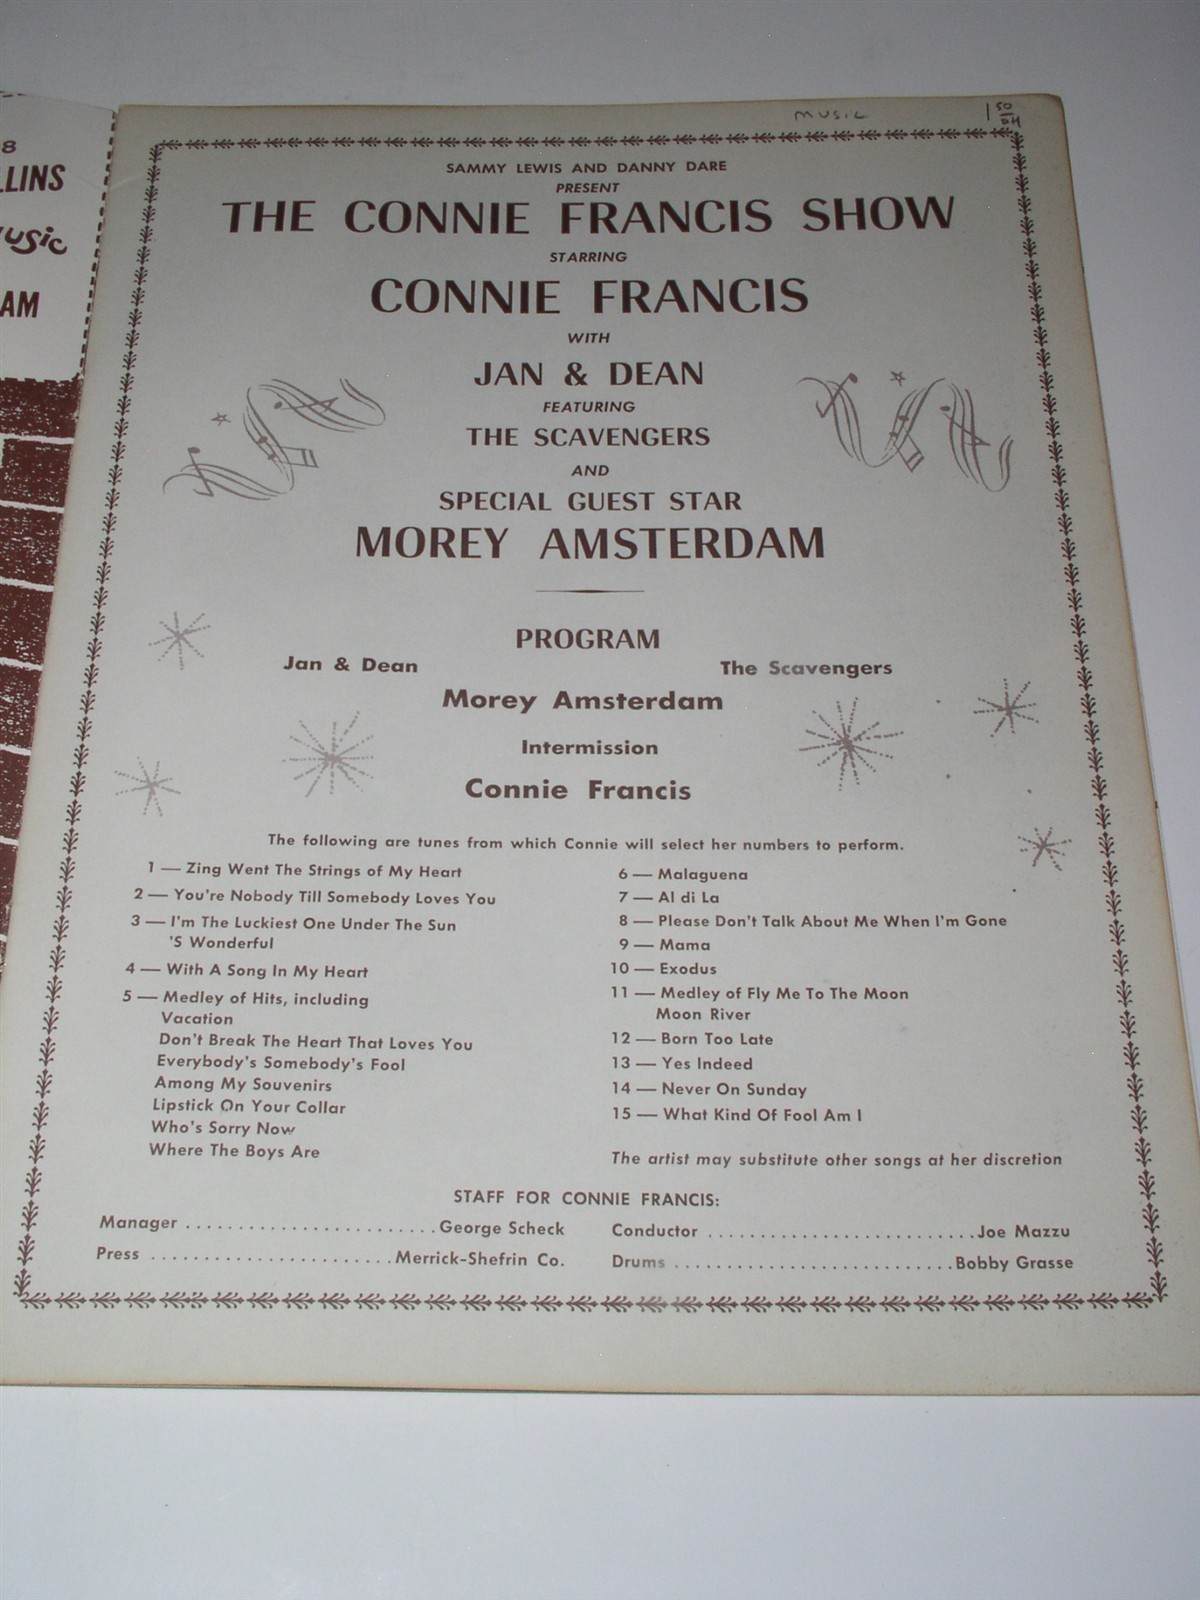 8
LLINS
usic
AM
music
1 50
SAMMY LEWIS AND DANNY DARE
PRESENT
THE CONNIE FRANCIS SHOW
STARRING
CONNIE FRANCIS
WITH
JAN & DEAN
FEATURING
THE SCAVENGERS
AND
SPECIAL GUEST STAR
MOREY AMSTERDAM
PROGRAM
Jan & Dean The Scavengers
Morey Amsterdam
Intermission
Connie Francis
The following are tunes from which Connie will select her numbers to perform.
1 — Zing Went The Strings of My Heart
2 — You're Nobody Till Somebody Loves You
3 — I'm The Luckiest One Under The Sun
'S Wonderful
4 — With A Song In My Heart
5 — Medley of Hits, including
Vacation
Don't Break The Heart That Loves You
Everybody's Somebody's Fool
Among My Souvenirs
Lipstick On Your Collar
Who's Sorry Now
Where The Boys Are
6 — Malaguena
7 — Al di La
8 — Please Don't Talk About Me When I'm Gone
9 — Mama
10 — Exodus
11 — Medley of Fly Me To The Moon
Moon River
12 — Born Too Late
13 — Yes Indeed
14 — Never On Sunday
15 — What Kind Of Fool Am I
The artist may substitute other songs at her discretion
STAFF FOR CONNIE FRANCIS:
Manager ........................ George Scheck
Press ........................ Merrick-Shefrin Co.
Conductor ........................ Joe Mazzu
Drums ........................ Bobby Grasse